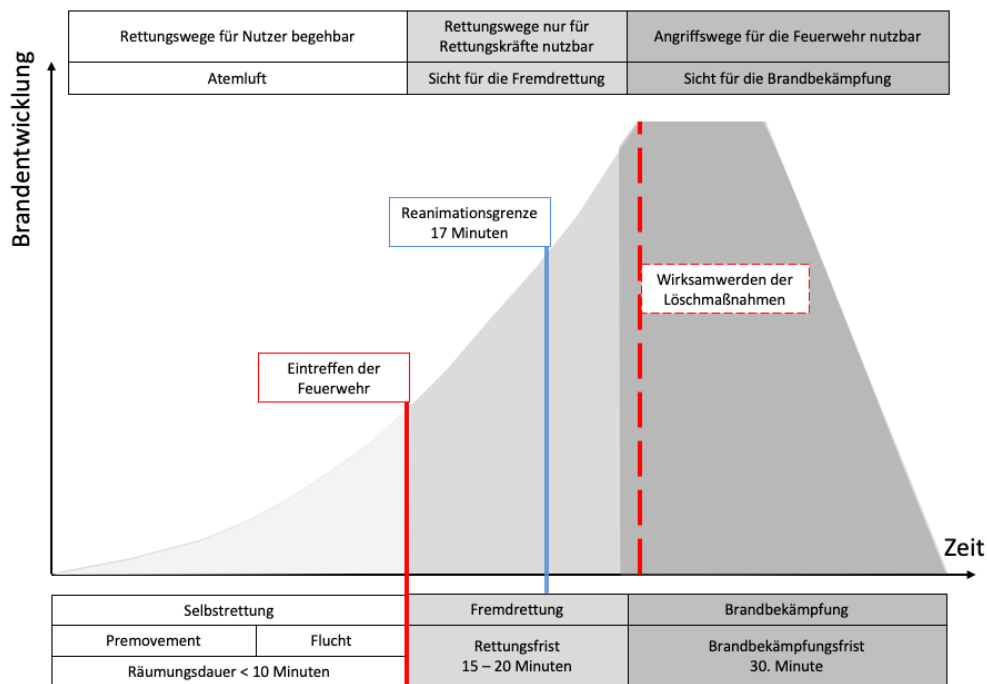 Rettungswege für Nutzer begehbar
Rettungswege nur für
Rettungskräfte nutzbar
Angriffswege für die Feuerwehr nutzbar
Atemluft
Sicht für die Fremdrettung
Sicht für die Brandbekämpfung
Brandentwicklung
Reanimationsgrenze
17 Minuten
Wirksamwerden der
Löschmaßnahmen
Eintreffen der
Feuerwehr
Zeit
Selbstrettung
Fremdrettung
Brandbekämpfung
Premovement
Flucht
Rettungsfrist
15 – 20 Minuten
Brandbekämpfungsfrist
30. Minute
Räumungsdauer < 10 Minuten